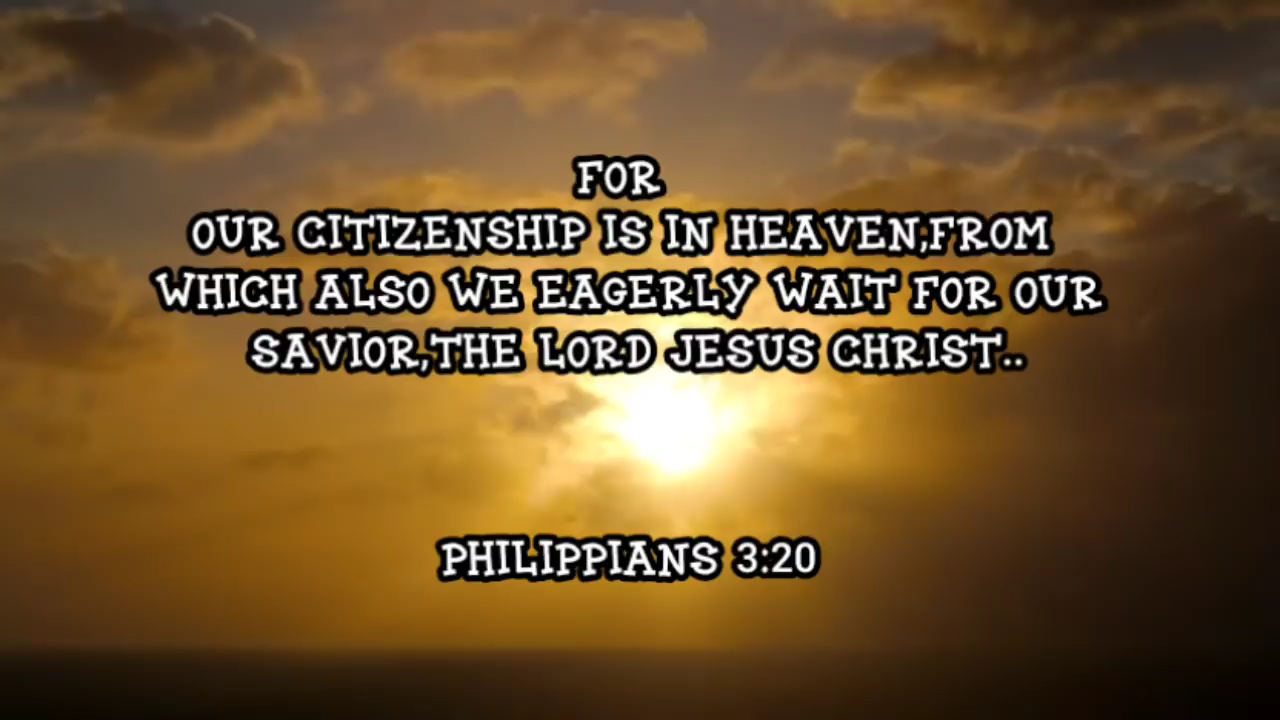 FOR
OUR CITIZENSHIP IS IN HEAVEN,FROM
WHICH ALSO WE EAGERLY WAIT FOR OUR
SAVIOR,THE LORD JESUS CHRIST..
PHILIPPIANS 3:20